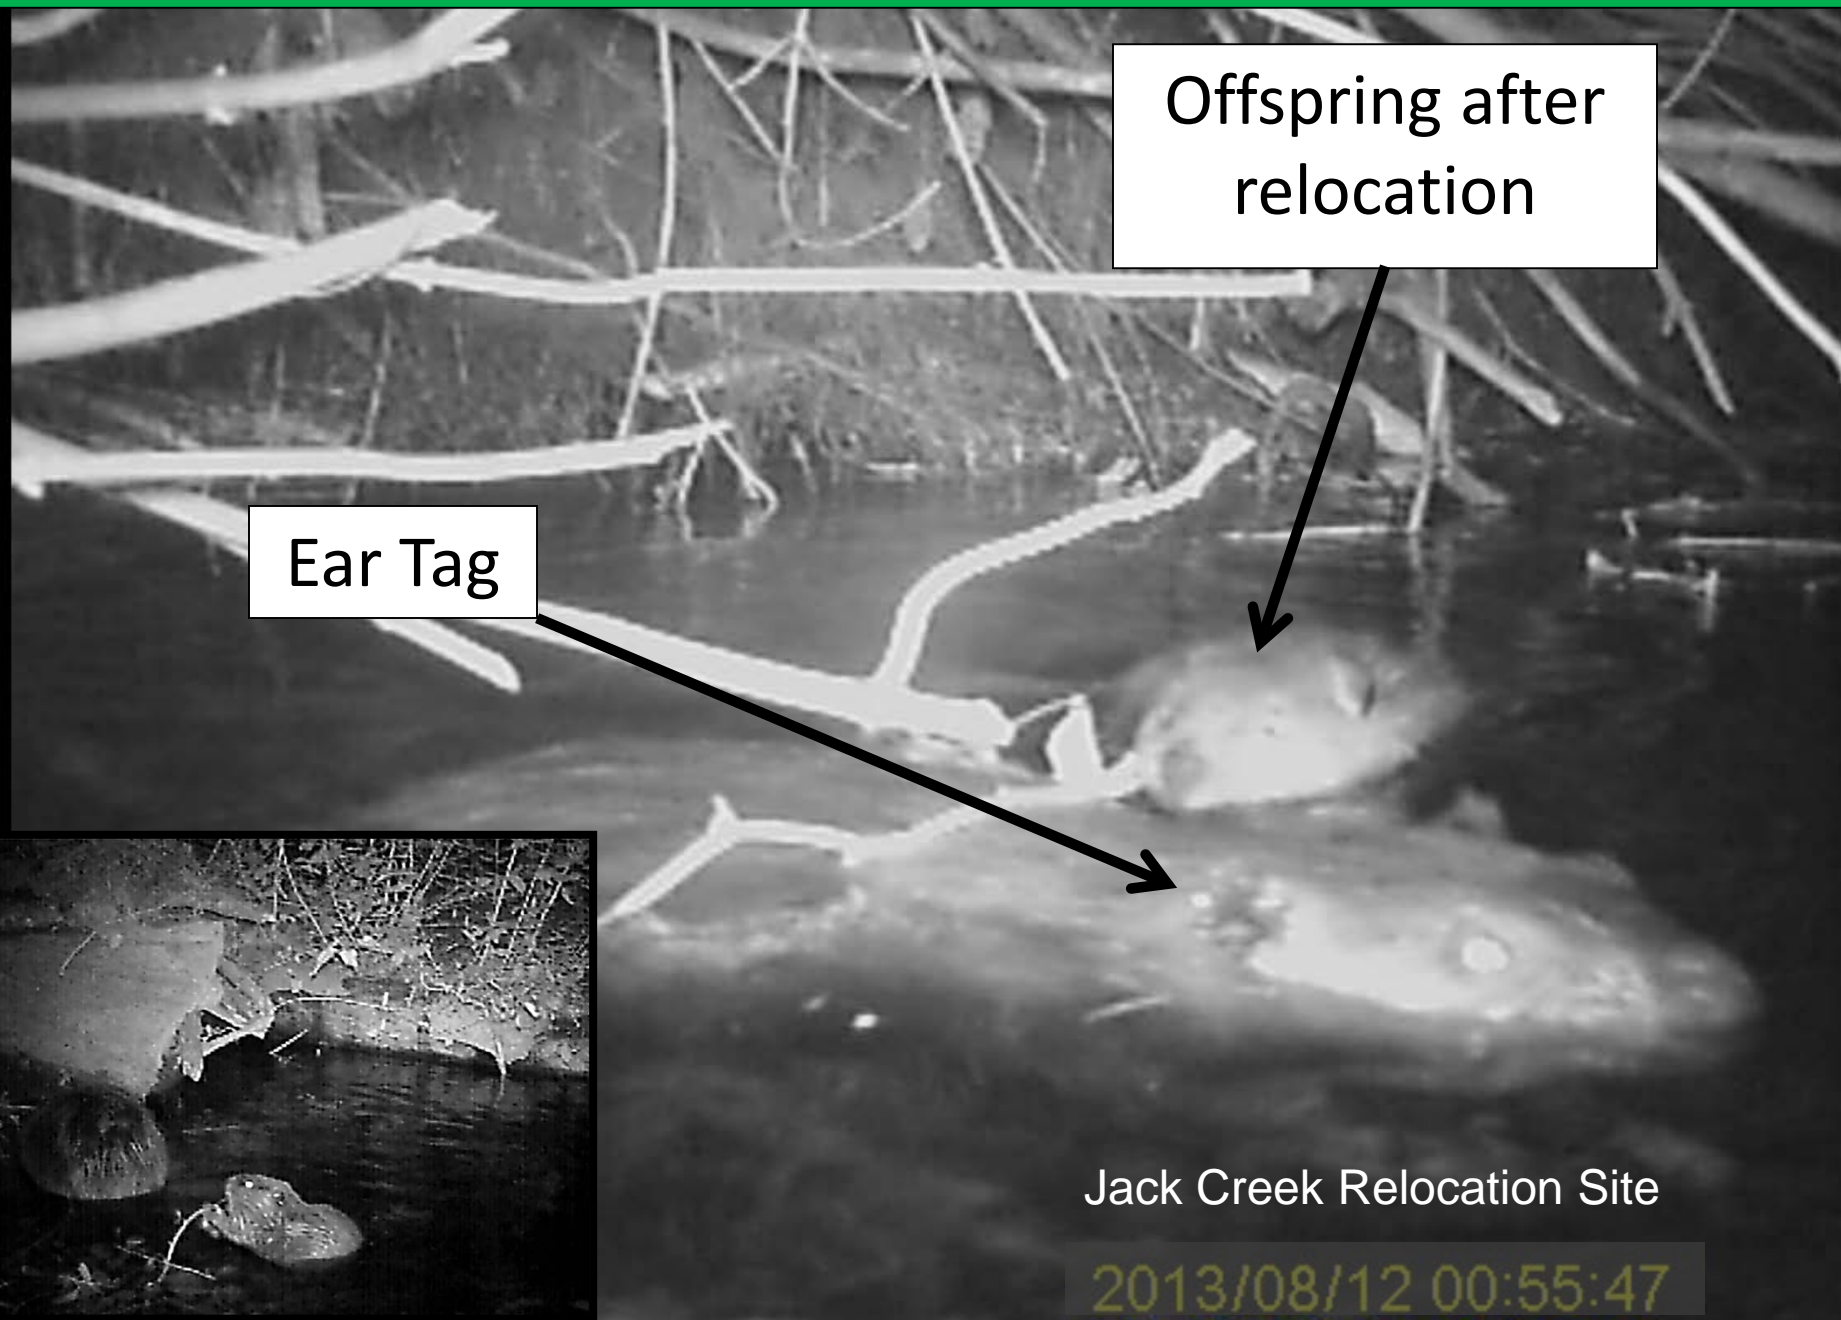 Offspring after
relocation
Ear Tag
Jack Creek Relocation Site
2013/08/12 00:55:47